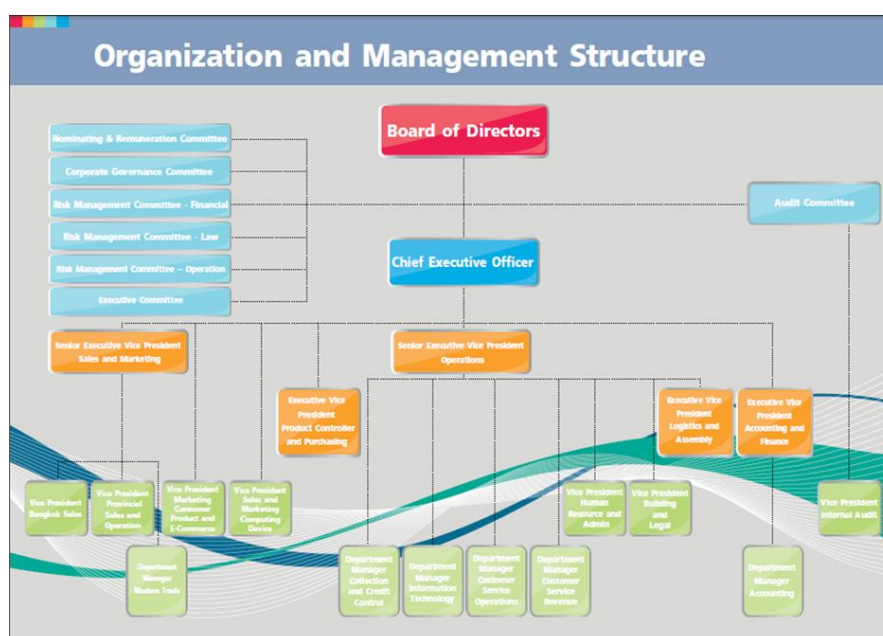 Organization and Management Structure
Board of Directors
Nominating & Remuneration Committee
Corporate Governance Committee
Risk Management Committee - Financial
Audit Committee
Risk Management Committee - Law
Chief Executive Officer
Risk Management Committee – Operation
Executive Committee
Senior Executive Vice President
Sales and Marketing
Senior Executive Vice President
Operations
Executive Vice
President
Product Controller
and Purchasing
Executive Vice
President
Logistics and
Assembly
Executive Vice
President
Accounting and
Finance
Vice President
Bangkok Sales
Vice President
Provincial
Sales and
Operation
Vice President
Marketing
Consumer
Product and
E-Commerce
Vice President
Sales and
Marketing
Computing
Device
Vice President
Human
Resource and
Admin
Vice President
Building
and
Legal
Vice President
Internal Audit
Department
Manager
Modern Trade
Department
Manager
Collection
and Credit
Control
Department
Manager
Information
Technology
Department
Manager
Customer
Service
Operations
Department
Manager
Customer
Service
Revenue
Department
Manager
Accounting